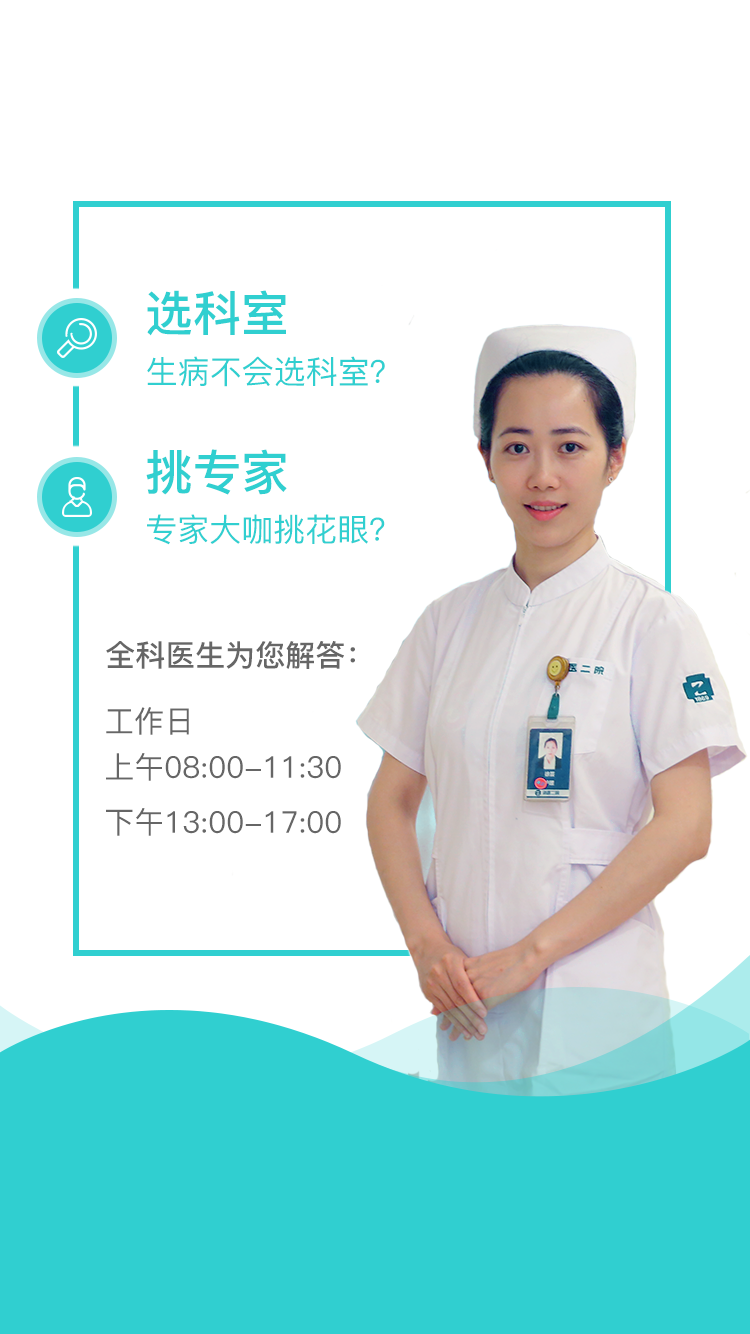 选科室
生病不会选科室?
挑专家
专家大咖挑花眼?
全科医生为您解答:
工作日
上午08:00-11:30
下午13:00-17:00
医二院
1869